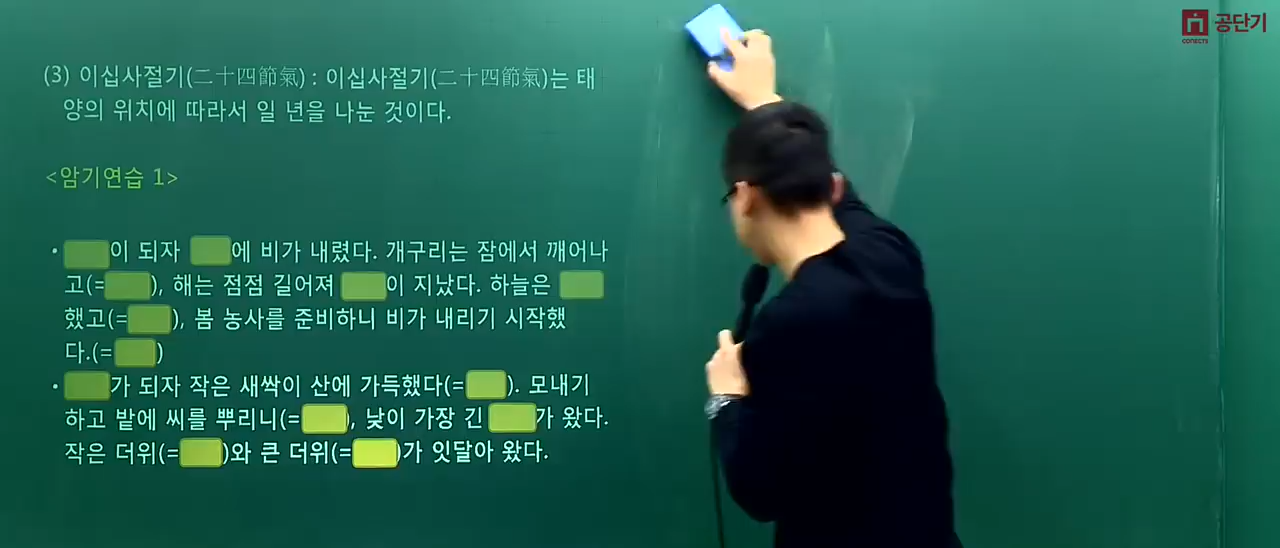 공단기
CONECTS
(3) 이십사절기(二十四節氣) : 이십사절기(二十四節氣)는 태
양의 위치에 따라서 일 년을 나눈 것이다.
<암기연습 1>
• 이 되자 에 비가 내렸다. 개구리는 잠에서 깨어나
고(= ), 해는 점점 길어져 이 지났다. 하늘은
했고(= ), 봄 농사를 준비하니 비가 내리기 시작했
다.(= )
• 가 되자 작은 새싹이 산에 가득했다(= ). 모내기
하고 밭에 씨를 뿌리니(= ), 낮이 가장 긴 가 왔다.
작은 더위(= )와 큰 더위(= )가 잇달아 왔다.